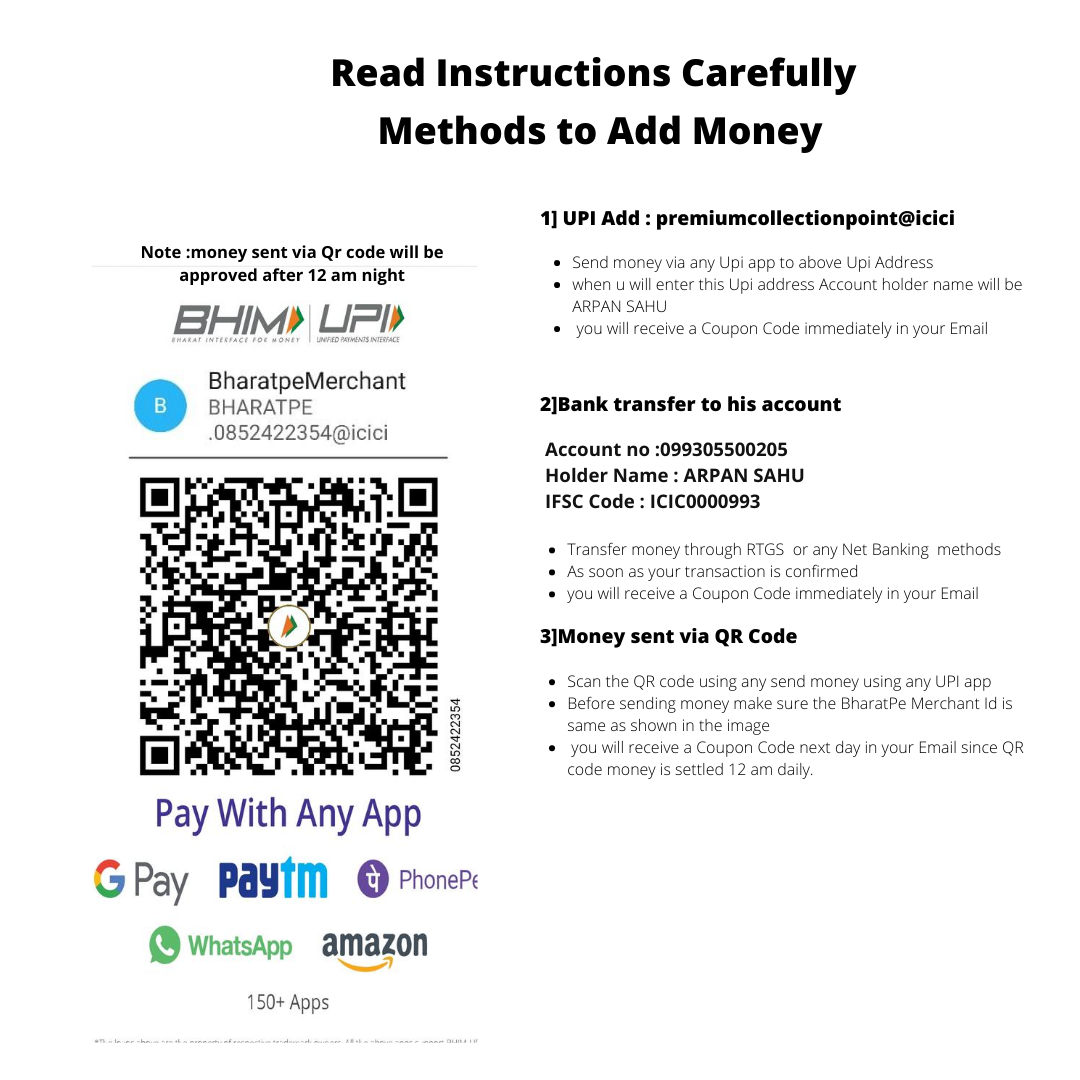 Read Instructions Carefully
Methods to Add Money
Note :money sent via Qr code will be
approved after 12 am night
BHIM UPI
BHARAT INTERFACE FOR MONEY UNIFIED PAYMENTS INTERFACE
B
BharatpeMerchant
BHARATPE
.0852422354@icici
0852422354
Pay With Any App
G Pay paytm पे PhonePe
WhatsApp amazon
150+ Apps
1] UPI Add : premiumcollectionpoint@icici
Send money via any Upi app to above Upi Address
when u will enter this Upi address Account holder name will be
ARPAN SAHU
you will receive a Coupon Code immediately in your Email
2]Bank transfer to his account
Account no :099305500205
Holder Name : ARPAN SAHU
IFSC Code : ICIC0000993
Transfer money through RTGS or any Net Banking methods
As soon as your transaction is confirmed
you will receive a Coupon Code immediately in your Email
3]Money sent via QR Code
Scan the QR code using any send money using any UPI app
Before sending money make sure the BharatPe Merchant Id is
same as shown in the image
you will receive a Coupon Code next day in your Email since QR
code money is settled 12 am daily.